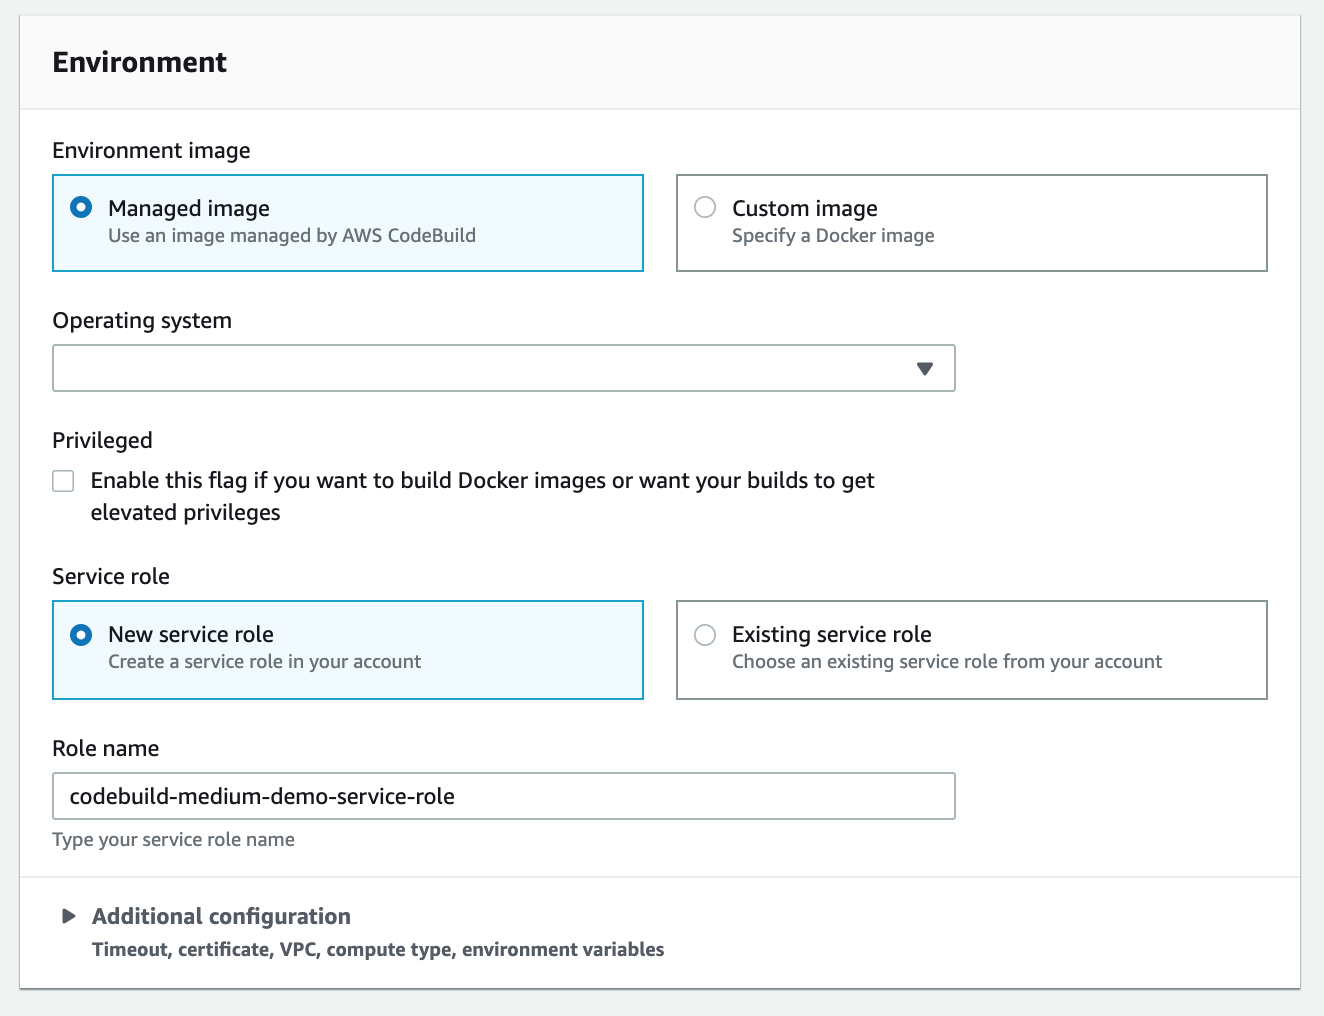 Environment
Environment image
Managed image
Use an image managed by AWS CodeBuild
Custom image
Specify a Docker image
Operating system
Privileged
Enable this flag if you want to build Docker images or want your builds to get
elevated privileges
Service role
New service role
Create a service role in your account
Existing service role
Choose an existing service role from your account
Role name
codebuild-medium-demo-service-role
Type your service role name
Additional configuration
Timeout, certificate, VPC, compute type, environment variables